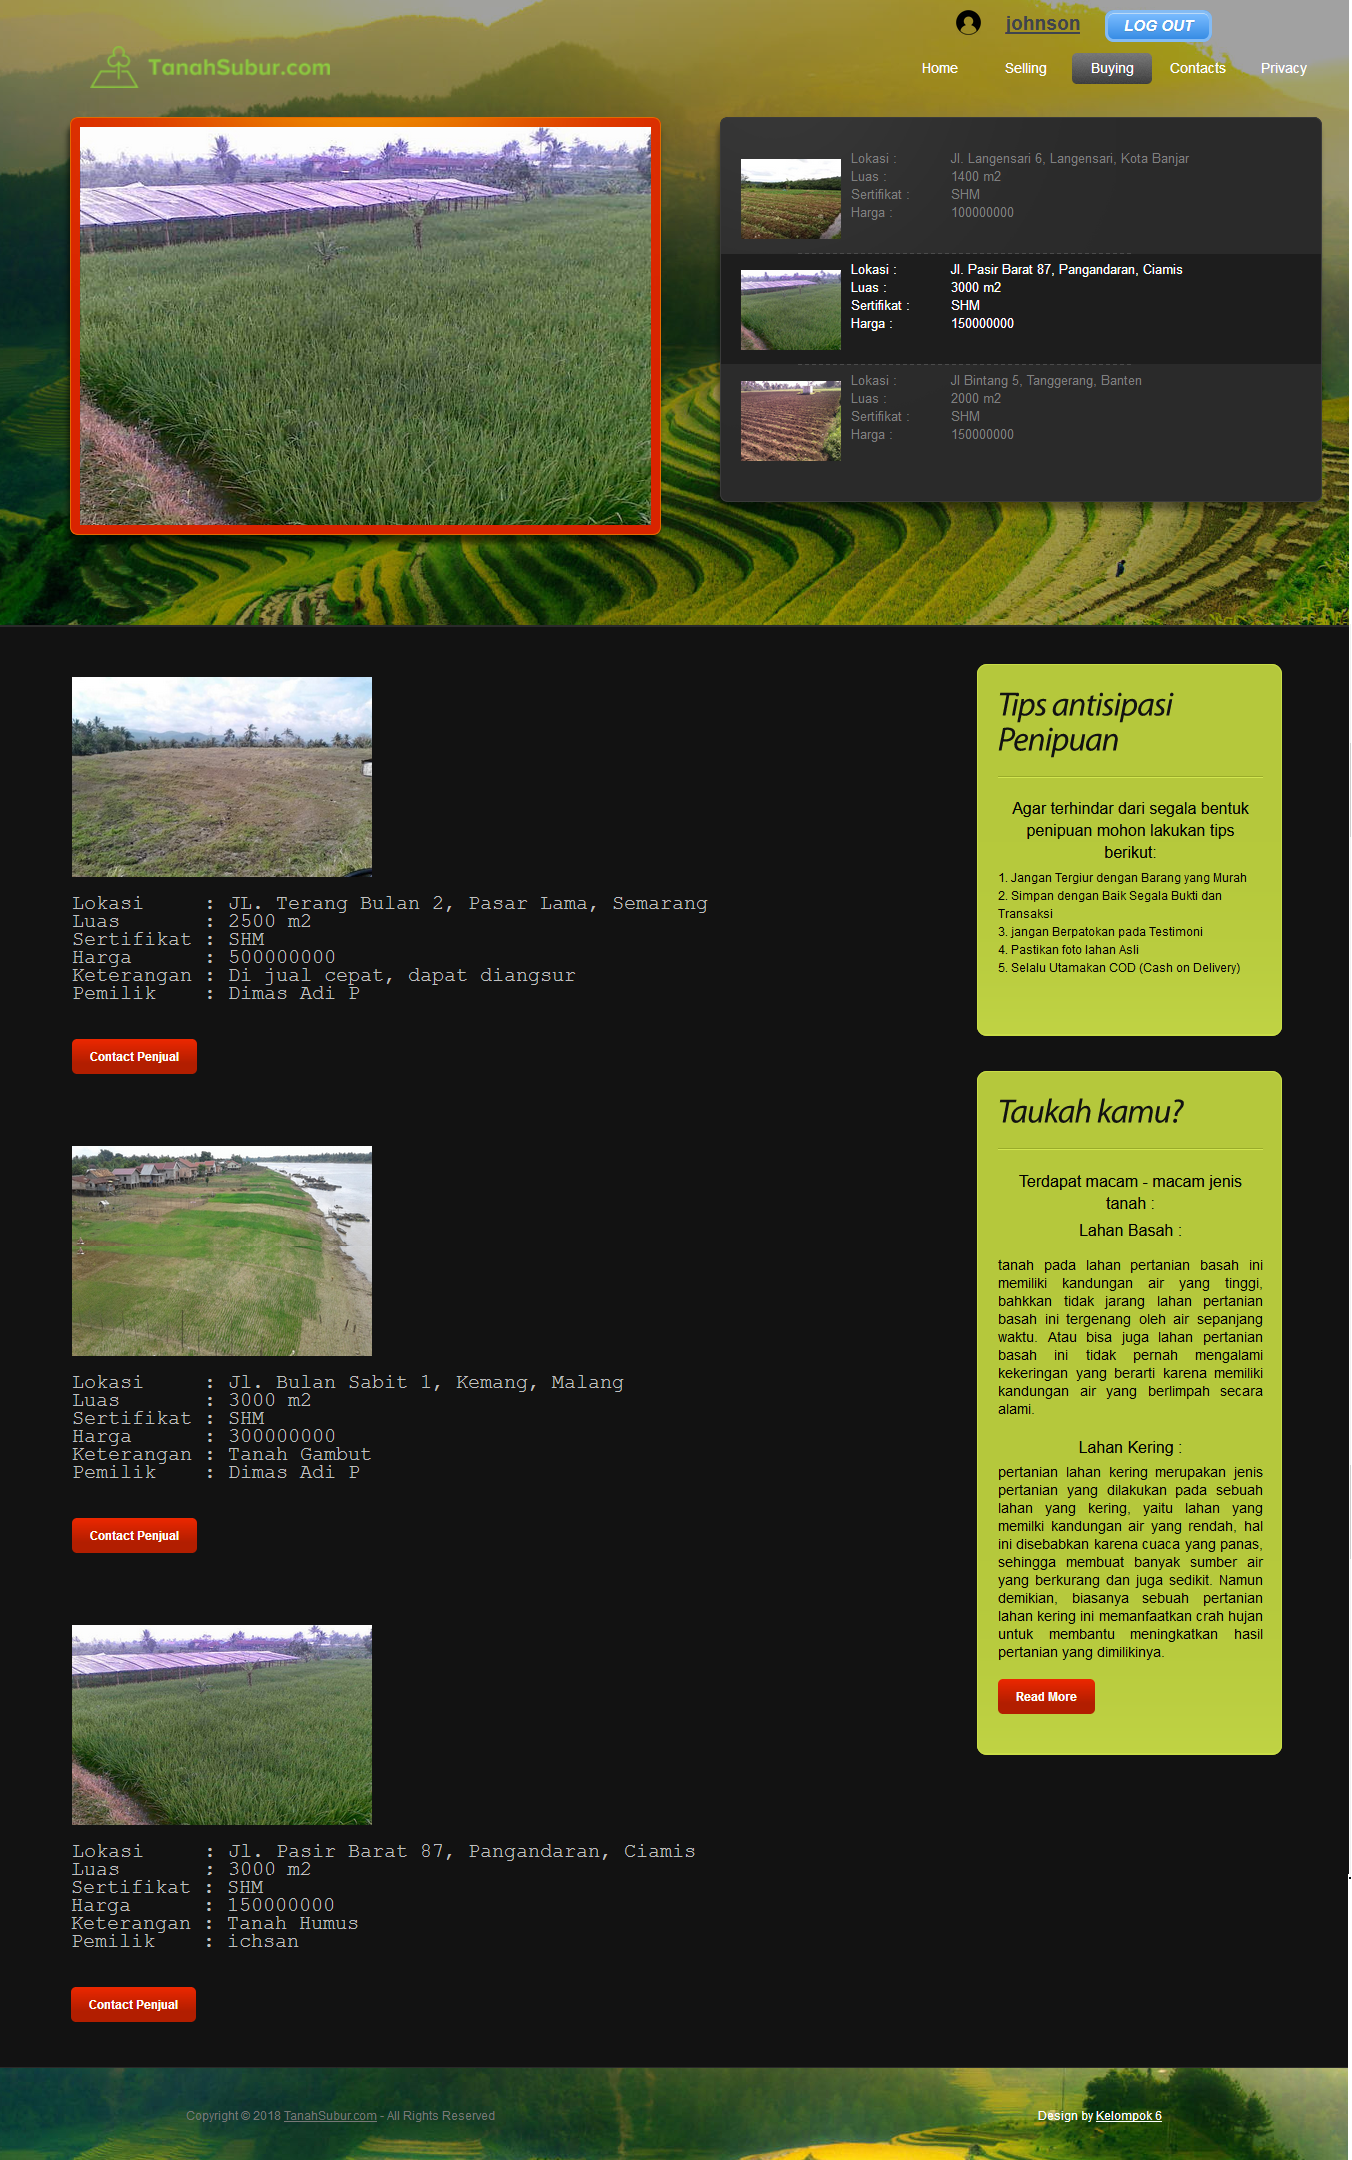 johnson
LOG OUT
TanahSubur.com
Home
Selling
Buying
Contacts
Privacy
Lokasi : Jl. Langensari 6, Langensari, Kota Banjar
Luas : 1400 m2
Sertifikat : SHM
Harga : 100000000
Lokasi : Jl. Pasir Barat 87, Pangandaran, Ciamis
Luas : 3000 m2
Sertifikat : SHM
Harga : 150000000
Lokasi : Jl Bintang 5, Tanggerang, Banten
Luas : 2000 m2
Sertifikat : SHM
Harga : 150000000
Lokasi : JL. Terang Bulan 2, Pasar Lama, Semarang
Luas : 2500 m2
Sertifikat : SHM
Harga : 500000000
Keterangan : Di jual cepat, dapat diangsur
Pemilik : Dimas Adi P
Contact Penjual
Lokasi : Jl. Bulan Sabit 1, Kemang, Malang
Luas : 3000 m2
Sertifikat : SHM
Harga : 300000000
Keterangan : Tanah Gambut
Pemilik : Dimas Adi P
Contact Penjual
Lokasi : Jl. Pasir Barat 87, Pangandaran, Ciamis
Luas : 3000 m2
Sertifikat : SHM
Harga : 150000000
Keterangan : Tanah Humus
Pemilik : ichsan
Contact Penjual
Tips antisipasi
Penipuan
Agar terhindar dari segala bentuk
penipuan mohon lakukan tips
berikut:
1. Jangan Tergiur dengan Barang yang Murah
2. Simpan dengan Baik Segala Bukti dan
Transaksi
3. jangan Berpatokan pada Testimoni
4. Pastikan foto lahan Asli
5. Selalu Utamakan COD (Cash on Delivery)
Taukah kamu?
Terdapat macam - macam jenis
tanah :
Lahan Basah :
tanah pada lahan pertanian basah ini
memiliki kandungan air yang tinggi,
bahkkan tidak jarang lahan pertanian
basah ini tergenang oleh air sepanjang
waktu. Atau bisa juga lahan pertanian
basah ini tidak pernah mengalami
kekeringan yang berarti karena memiliki
kandungan air yang berlimpah secara
alami.
Lahan Kering :
pertanian lahan kering merupakan jenis
pertanian yang dilakukan pada sebuah
lahan yang kering, yaitu lahan yang
memilki kandungan air yang rendah, hal
ini disebabkan karena cuaca yang panas,
sehingga membuat banyak sumber air
yang berkurang dan juga sedikit. Namun
demikian, biasanya sebuah pertanian
lahan kering ini memanfaatkan crah hujan
untuk membantu meningkatkan hasil
pertanian yang dimilikinya.
Read More
Copyright © 2018 TanahSubur.com - All Rights Reserved
Design by Kelompok 6